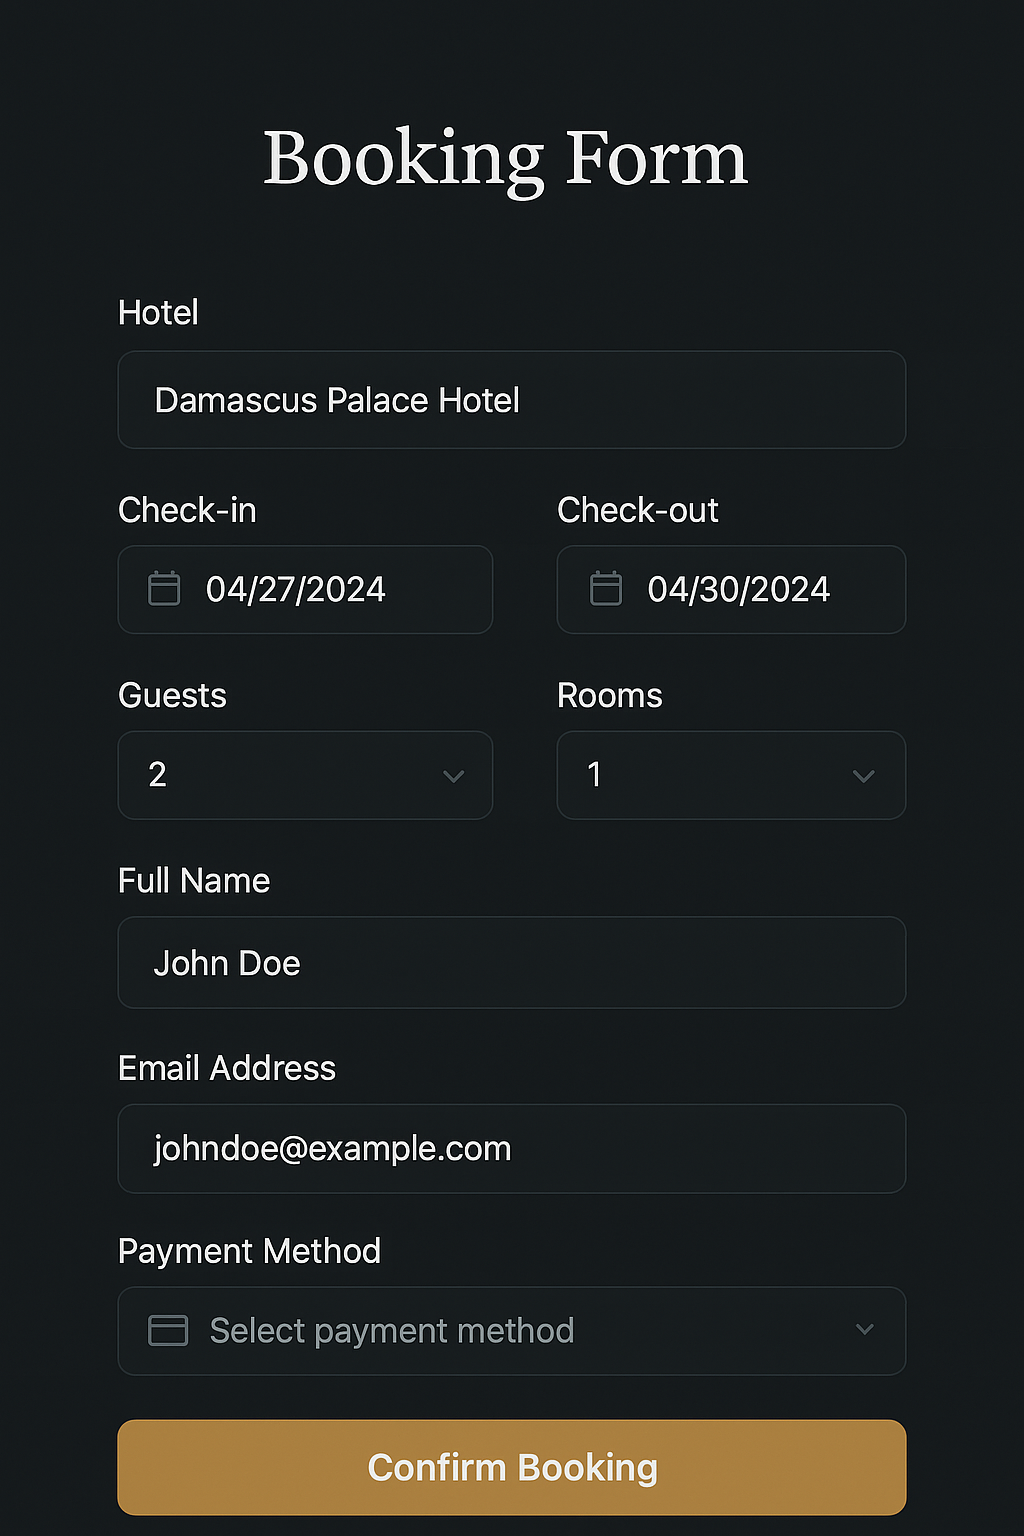 Booking Form
Hotel
Damascus Palace Hotel
Check-in Check-out
04/27/2024 04/30/2024
Guests Rooms
2 1
Full Name
John Doe
Email Address
johndoe@example.com
Payment Method
Select payment method
Confirm Booking